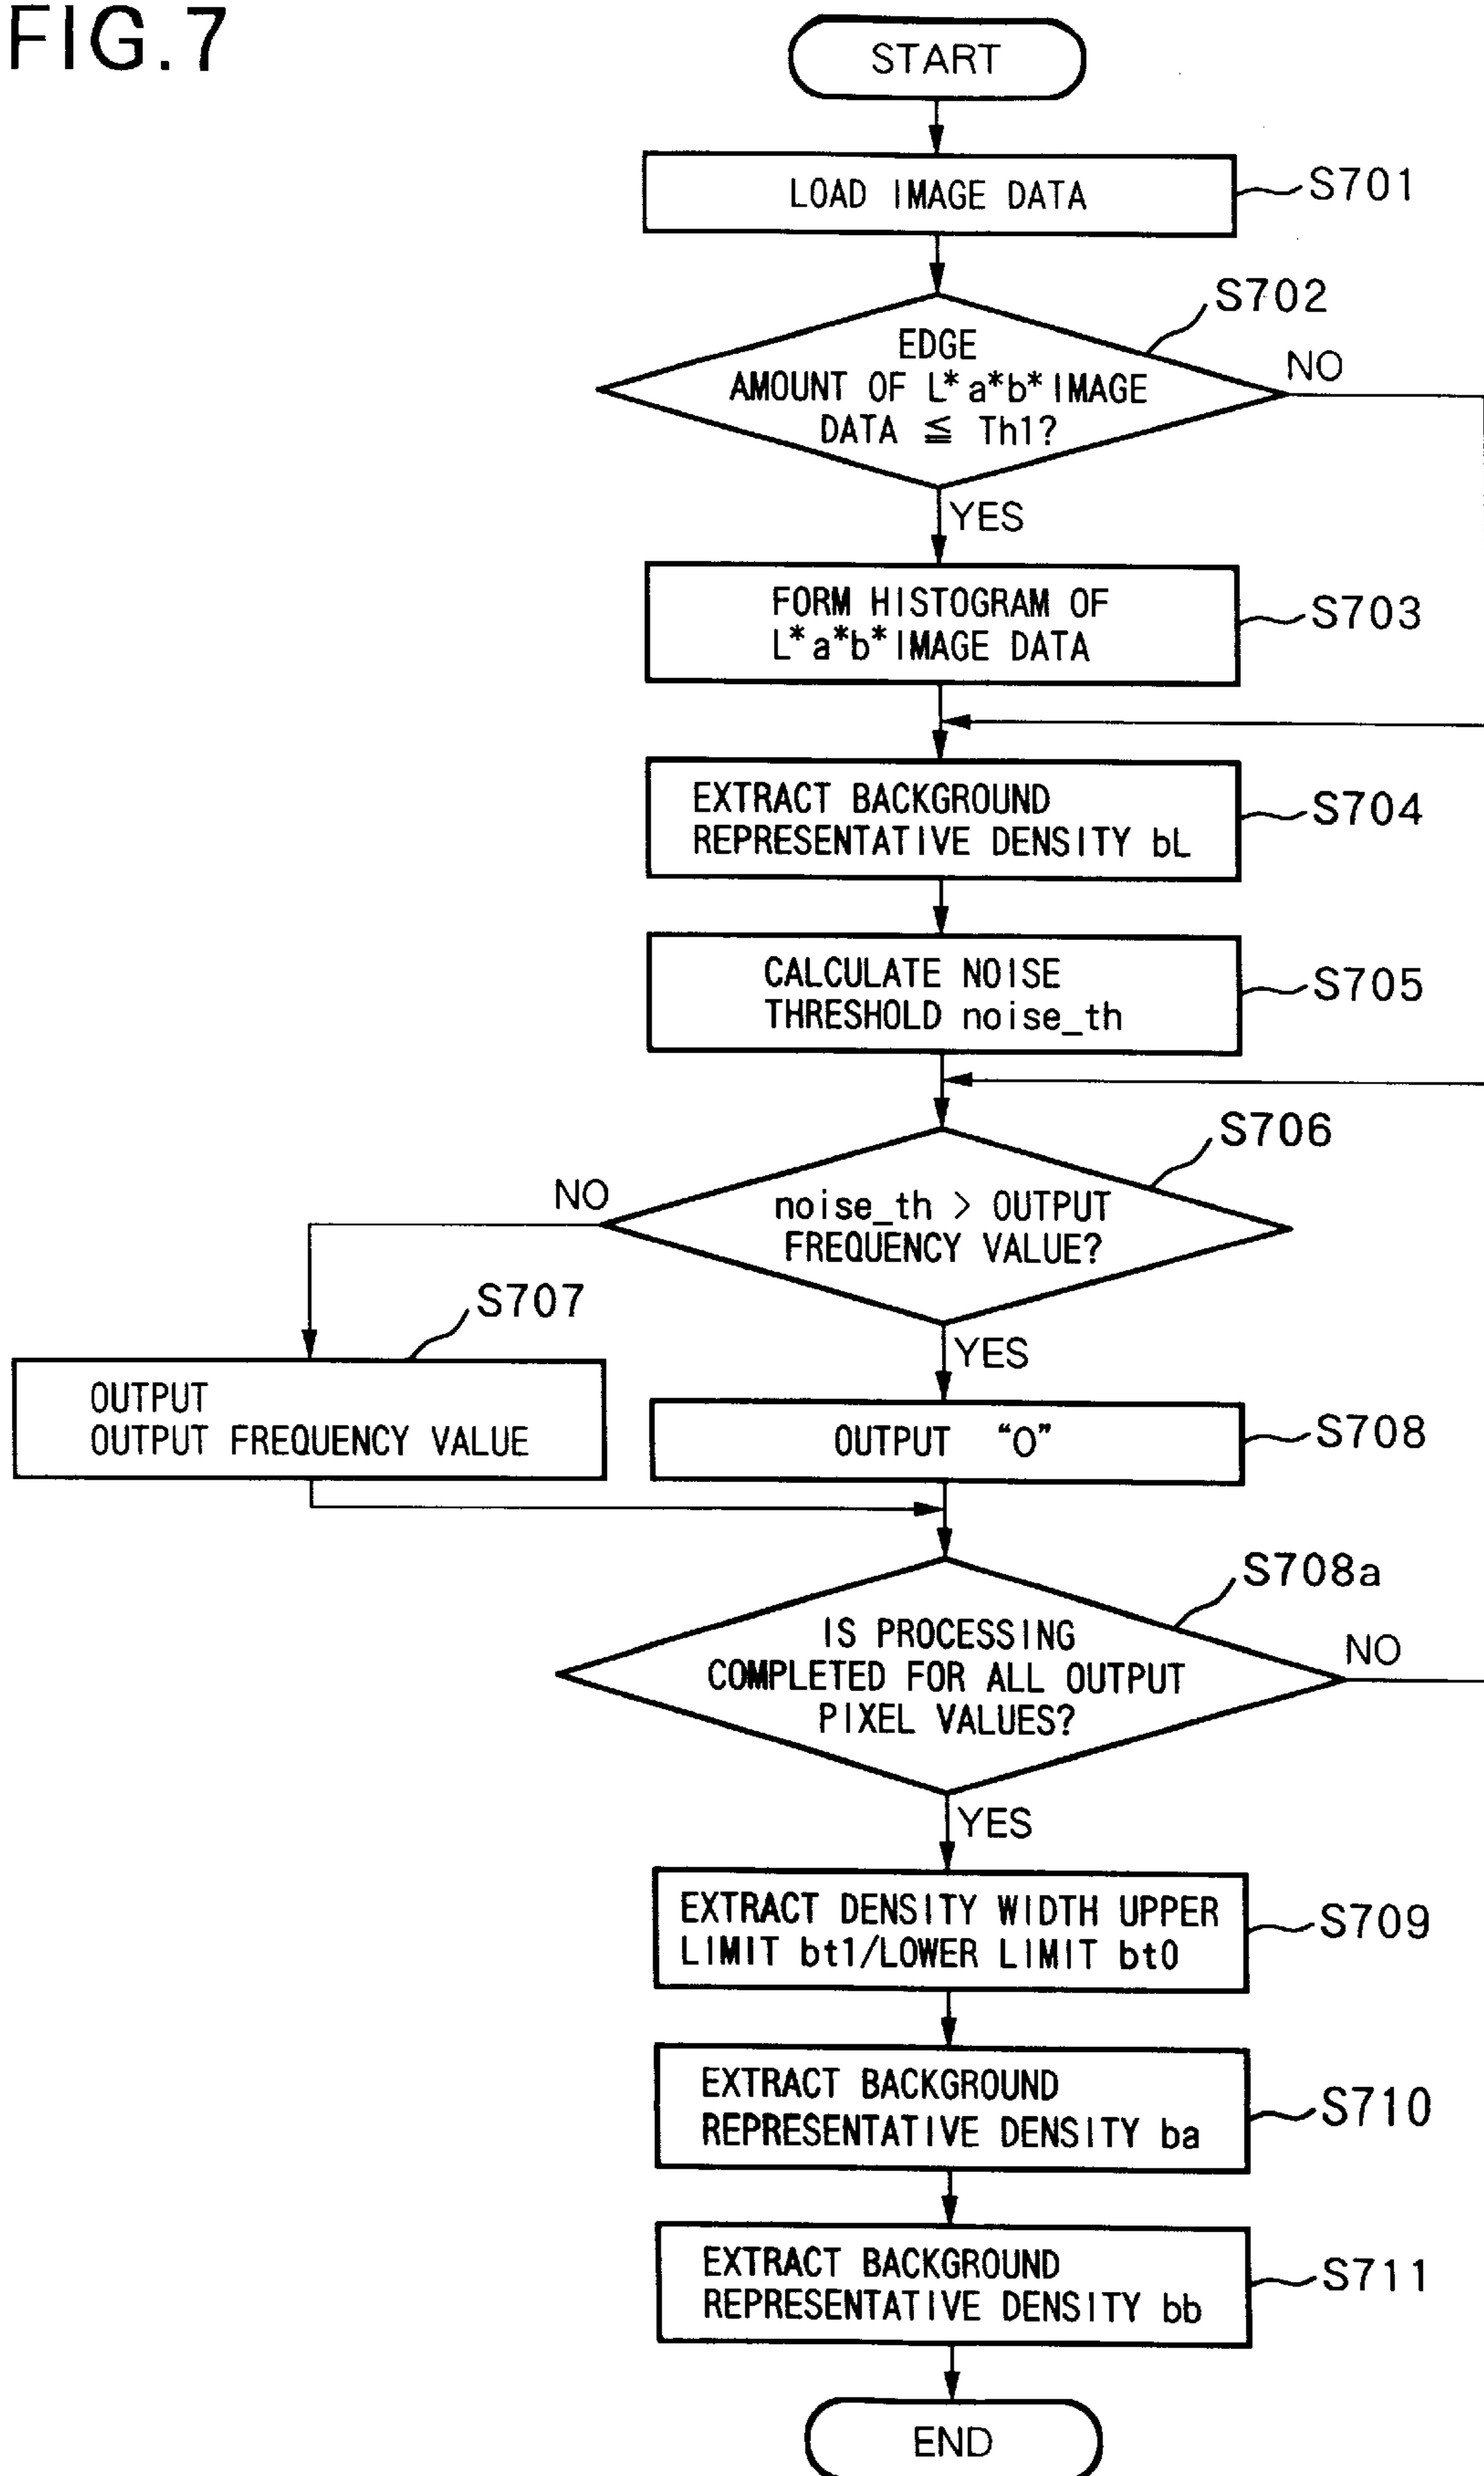 FIG.7
START
LOAD IMAGE DATA
S701
S702
EDGE
AMOUNT OF L*a*b*IMAGE
DATA ≦ Th1?
NO
YES
FORM HISTOGRAM OF
L*a*b*IMAGE DATA
S703
EXTRACT BACKGROUND
REPRESENTATIVE DENSITY bL
S704
CALCULATE NOISE
THRESHOLD noise_th
S705
S706
noise_th > OUTPUT
FREQUENCY VALUE?
NO
YES
S707
OUTPUT
OUTPUT FREQUENCY VALUE
OUTPUT “0”
S708
S708a
IS PROCESSING
COMPLETED FOR ALL OUTPUT
PIXEL VALUES?
NO
YES
EXTRACT DENSITY WIDTH UPPER
LIMIT bt1/LOWER LIMIT bt0
S709
EXTRACT BACKGROUND
REPRESENTATIVE DENSITY ba
S710
EXTRACT BACKGROUND
REPRESENTATIVE DENSITY bb
S711
END